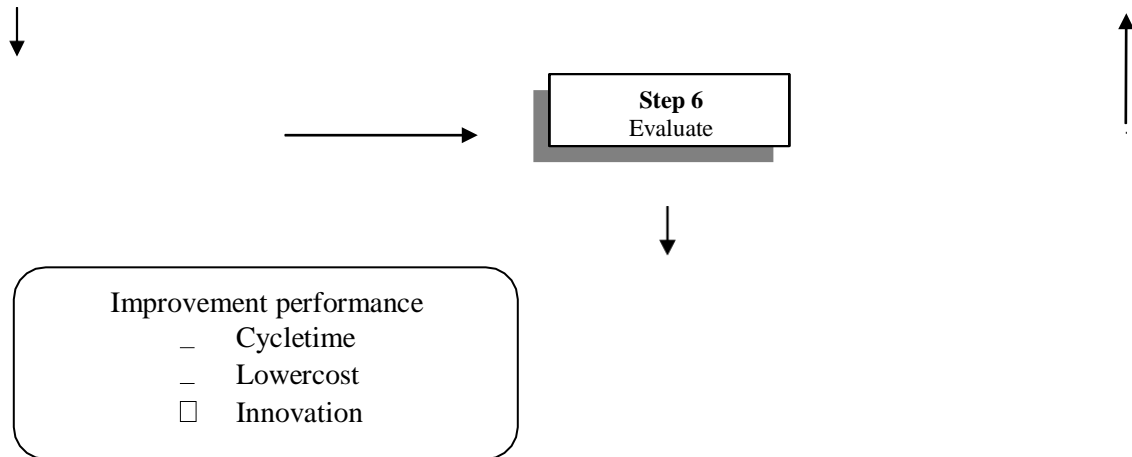 Step 6
Evaluate
Improvement performance
_ Cycletime
_ Lowercost
□ Innovation